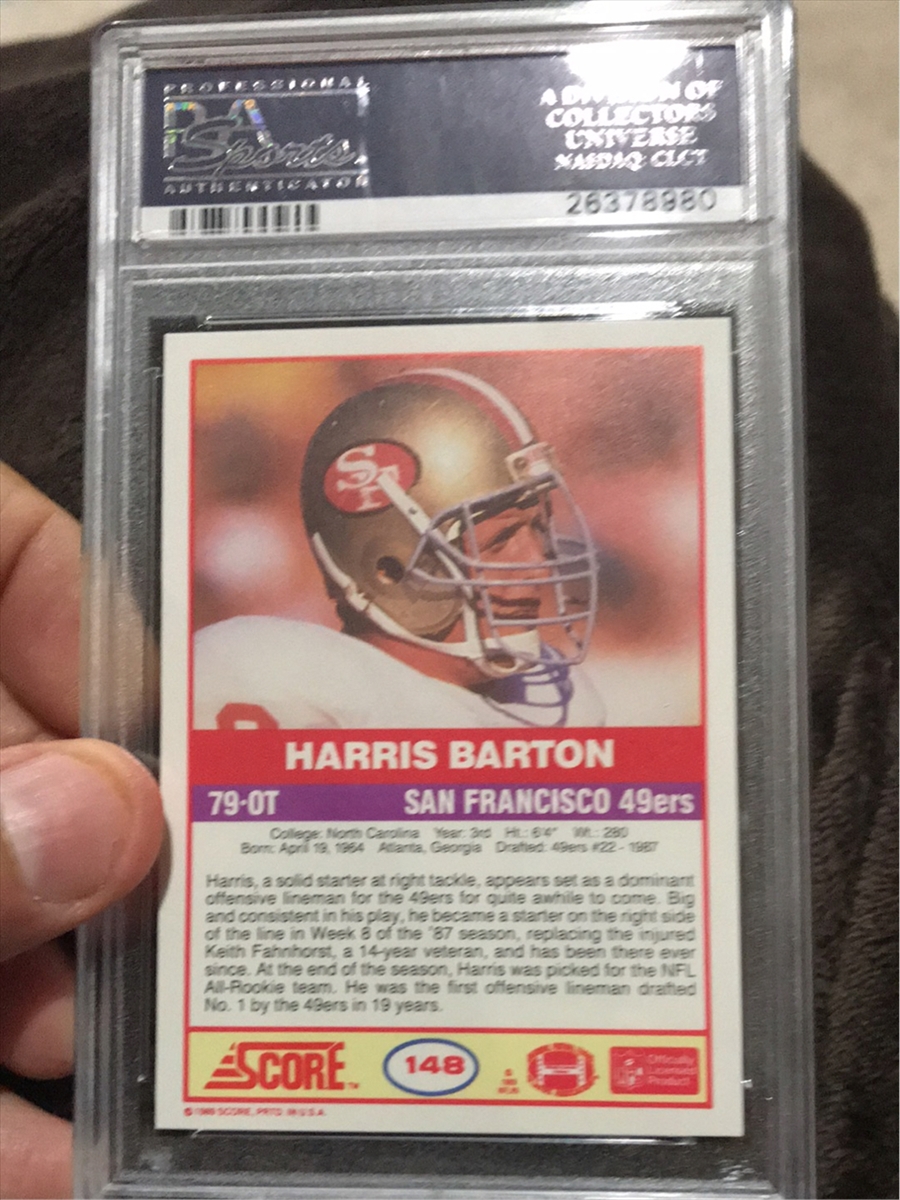 PROFESSIONAL
PSA
Sports
AUTHENTICATOR
A DIVISION OF
COLLECTORS
UNIVERSE
NASDAQ: CLCT
26378980
SF
HARRIS BARTON
79-OT SAN FRANCISCO 49ers
College: North Carolina Year: 3rd Ht.: 6'4" Wt.: 280
Born: April 19, 1964 Atlanta, Georgia Drafted: 49ers #22 - 1987
Harris, a solid starter at right tackle, appears set as a dominant
offensive lineman for the 49ers for quite awhile to come. Big
and consistent in his play, he became a starter on the right side
of the line in Week 8 of the '87 season, replacing the injured
Keith Fahnhorst, a 14-year veteran, and has been there ever
since. At the end of the season, Harris was picked for the NFL
All-Rookie team. He was the first offensive lineman drafted
No. 1 by the 49ers in 19 years.
SCORE™ 148
Officially
Licensed
Product
© 1989 SCORE, PRTD. IN U.S.A.